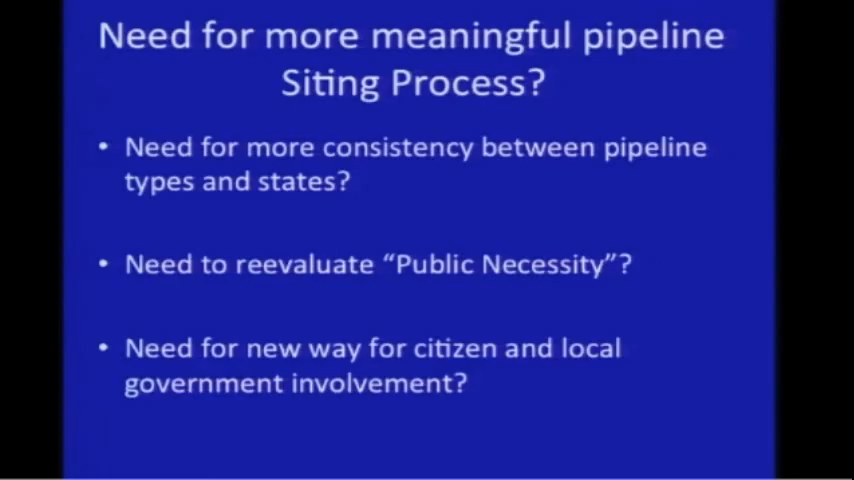 Need for more meaningful pipeline
Siting Process?
• Need for more consistency between pipeline
types and states?
• Need to reevaluate “Public Necessity”?
• Need for new way for citizen and local
government involvement?